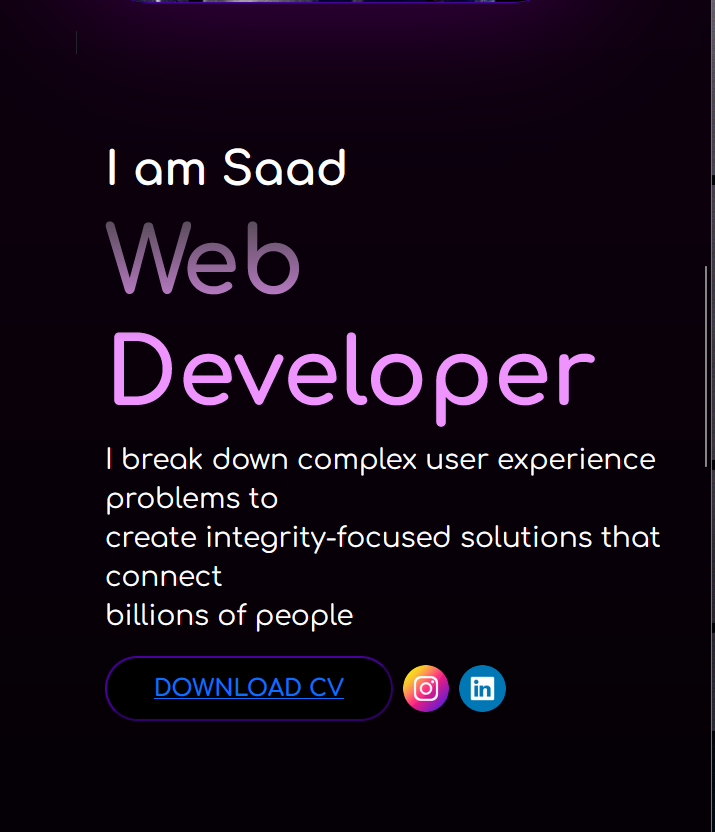 I am Saad
Web
Developer
I break down complex user experience
problems to
create integrity-focused solutions that
connect
billions of people
DOWNLOAD CV
in